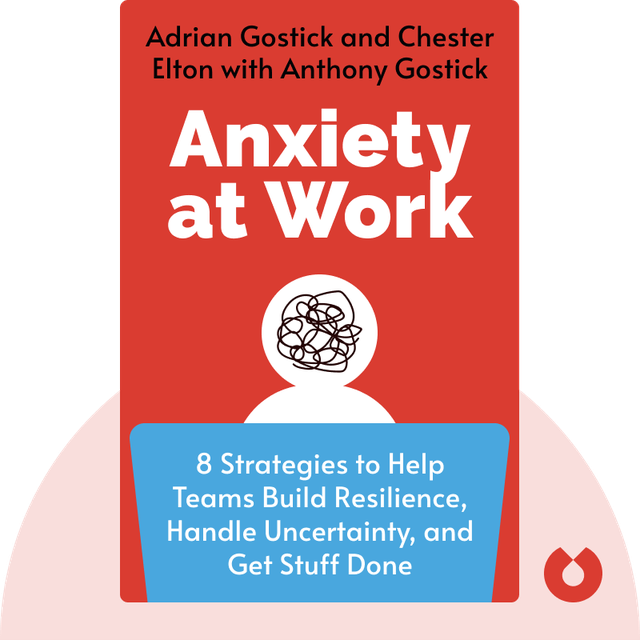 Adrian Gostick and Chester
Elton with Anthony Gostick
Anxiety
at Work
8 Strategies to Help
Teams Build Resilience,
Handle Uncertainty, and
Get Stuff Done